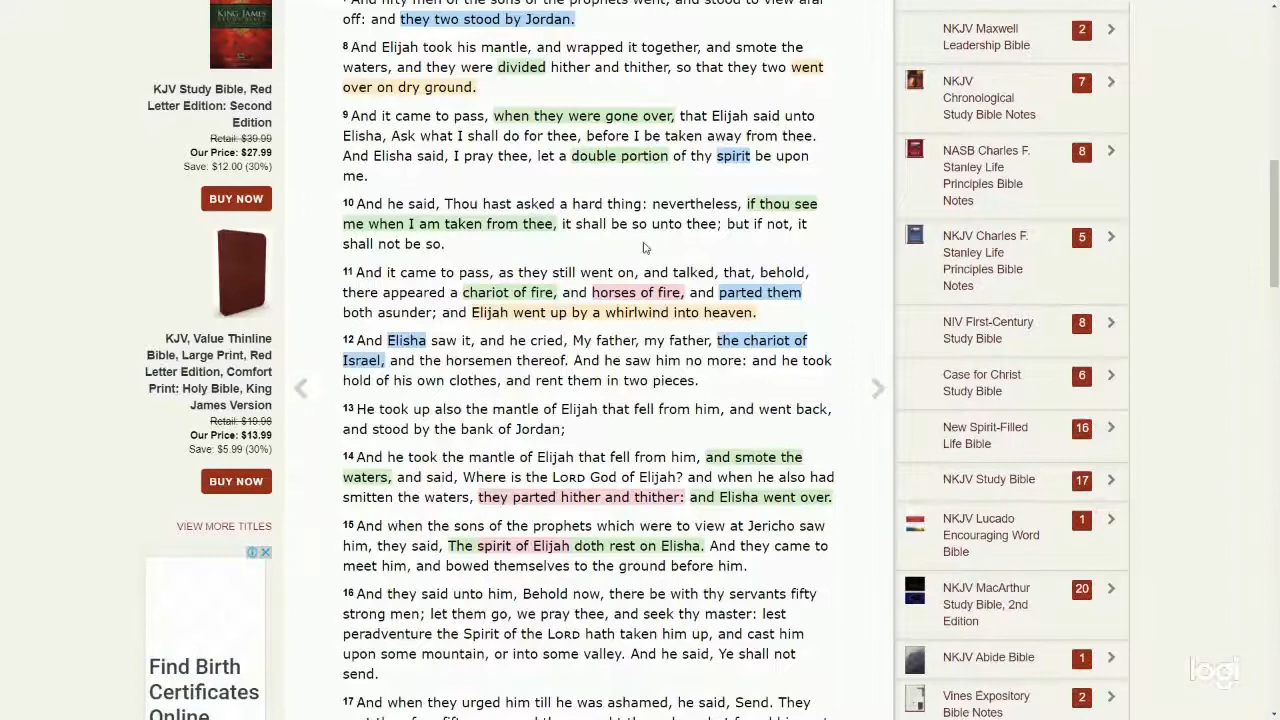 KING JAMES
KJV Study Bible, Red
Letter Edition: Second
Edition
Retail: $39.99
Our Price: $27.99
Save: $12.00 (30%)
BUY NOW
KJV, Value Thinline
Bible, Large Print, Red
Letter Edition, Comfort
Print: Holy Bible, King
James Version
Retail: $19.99
Our Price: $13.99
Save: $5.99 (30%)
BUY NOW
VIEW MORE TITLES
Find Birth
Certificates
Online
off: and they two stood by Jordan.
8 And Elijah took his mantle, and wrapped it together, and smote the
waters, and they were divided hither and thither, so that they two went
over on dry ground.
9 And it came to pass, when they were gone over, that Elijah said unto
Elisha, Ask what I shall do for thee, before I be taken away from thee.
And Elisha said, I pray thee, let a double portion of thy spirit be upon
me.
10 And he said, Thou hast asked a hard thing: nevertheless, if thou see
me when I am taken from thee, it shall be so unto thee; but if not, it
shall not be so.
11 And it came to pass, as they still went on, and talked, that, behold,
there appeared a chariot of fire, and horses of fire, and parted them
both asunder; and Elijah went up by a whirlwind into heaven.
12 And Elisha saw it, and he cried, My father, my father, the chariot of
Israel, and the horsemen thereof. And he saw him no more: and he took
hold of his own clothes, and rent them in two pieces.
13 He took up also the mantle of Elijah that fell from him, and went back,
and stood by the bank of Jordan;
14 And he took the mantle of Elijah that fell from him, and smote the
waters, and said, Where is the LORD God of Elijah? and when he also had
smitten the waters, they parted hither and thither: and Elisha went over.
15 And when the sons of the prophets which were to view at Jericho saw
him, they said, The spirit of Elijah doth rest on Elisha. And they came to
meet him, and bowed themselves to the ground before him.
16 And they said unto him, Behold now, there be with thy servants fifty
strong men; let them go, we pray thee, and seek thy master: lest
peradventure the Spirit of the LORD hath taken him up, and cast him
upon some mountain, or into some valley. And he said, Ye shall not
send.
17 And when they urged him till he was ashamed, he said, Send. They
NKJV Maxwell
Leadership Bible
2
NKJV
Chronological
Study Bible Notes
7
NASB Charles F.
Stanley Life
Principles Bible
Notes
8
NKJV Charles F.
Stanley Life
Principles Bible
Notes
5
NIV First-Century
Study Bible
8
Case for Christ
Study Bible
6
New Spirit-Filled
Life Bible
16
NKJV Study Bible
17
NKJV Lucado
Encouraging Word
Bible
1
NKJV MacArthur
Study Bible, 2nd
Edition
20
NKJV Abide Bible
1
Vines Expository
Bible Notes
2
logi